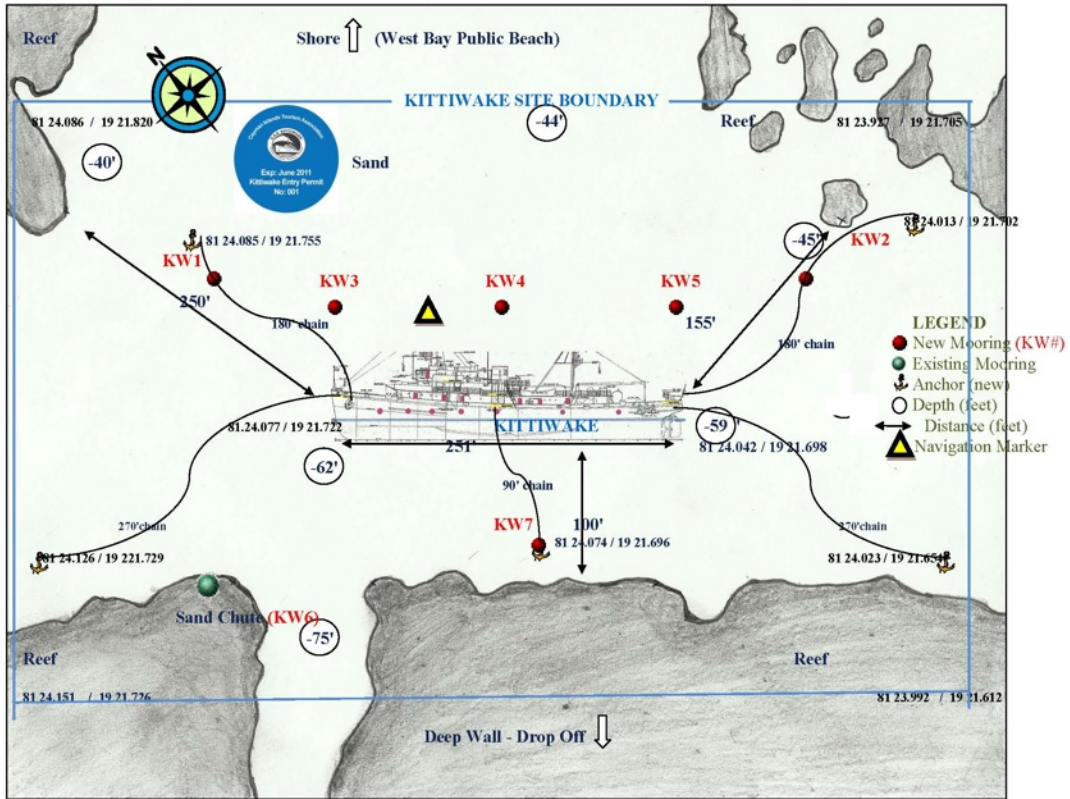 Reef
Shore (West Bay Public Beach)
N
KITTIWAKE SITE BOUNDARY
81 24.086 / 19 21.820
-44'
Reef
81 23.927 / 19 21.705
-40'
Cayman Islands Tourism Association
Exp: June 2011
Kittiwake Entry Permit
No: 001
Sand
81 24.013 / 19 21.702
81 24.085 / 19 21.755
-45'
KW2
KW1
KW3
KW4
KW5
250'
180' chain
155'
180' chain
LEGEND
New Mooring (KW#)
Existing Mooring
Anchor (new)
Depth (feet)
Distance (feet)
Navigation Marker
81.24.077 / 19 21.722
KITTIWAKE
-59'
251'
81 24.042 / 19 21.698
-62'
90' chain
270'chain
KW7
100'
270'chain
81 24.074 / 19 21.696
81 24.126 / 19 221.729
81 24.023 / 19 21.654
Sand Chute (KW6)
-75'
Reef
Reef
81 24.151 / 19 21.726
81 23.992 / 19 21.612
Deep Wall - Drop Off